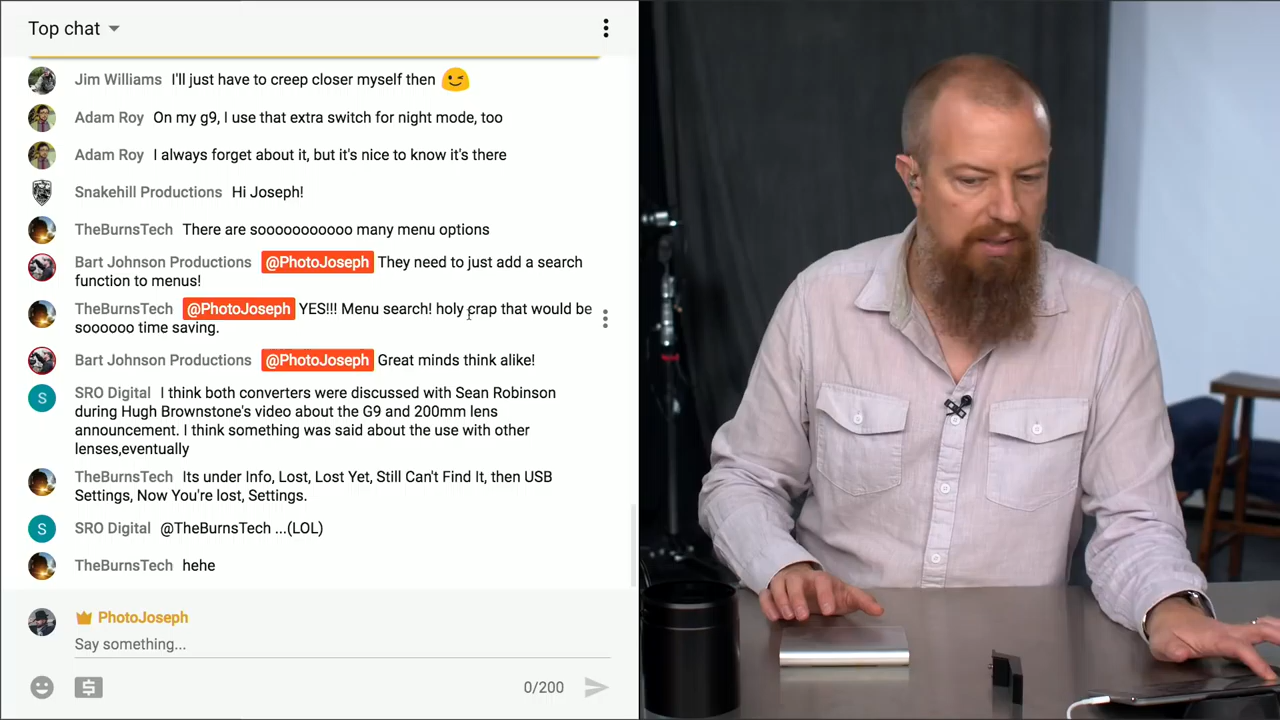 Top chat
Jim Williams I'll just have to creep closer myself then
Adam Roy On my g9, I use that extra switch for night mode, too
Adam Roy I always forget about it, but it's nice to know it's there
Snakehill Productions Hi Joseph!
TheBurnsTech There are sooooooooooo many menu options
Bart Johnson Productions @PhotoJoseph They need to just add a search
function to menus!
TheBurnsTech @PhotoJoseph YES!!! Menu search! holy crap that would be
soooooo time saving.
Bart Johnson Productions @PhotoJoseph Great minds think alike!
S SRO Digital I think both converters were discussed with Sean Robinson
during Hugh Brownstone's video about the G9 and 200mm lens
announcement. I think something was said about the use with other
lenses,eventually
TheBurnsTech Its under Info, Lost, Lost Yet, Still Can't Find It, then USB
Settings, Now You're lost, Settings.
S SRO Digital @TheBurnsTech ...(LOL)
TheBurnsTech hehe
PhotoJoseph
Say something...
$ 0/200